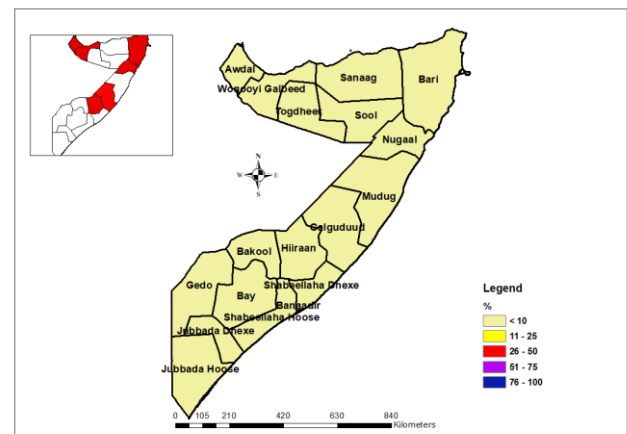 Awdal
Woqooyi Galbeed
Togdheer
Sanaag
Sool
Bari
Nugaal
Mudug
Galguduud
Hiiraan
Bakool
Gedo
Bay
Shabeellaha Dhexe
Banaadir
Shabeellaha Hoose
Jubbada Dhexe
Jubbada Hoose
N
W E
S
Legend
%
< 10
11 - 25
26 - 50
51 - 75
76 - 100
0 105 210 420 630 840
Kilometers